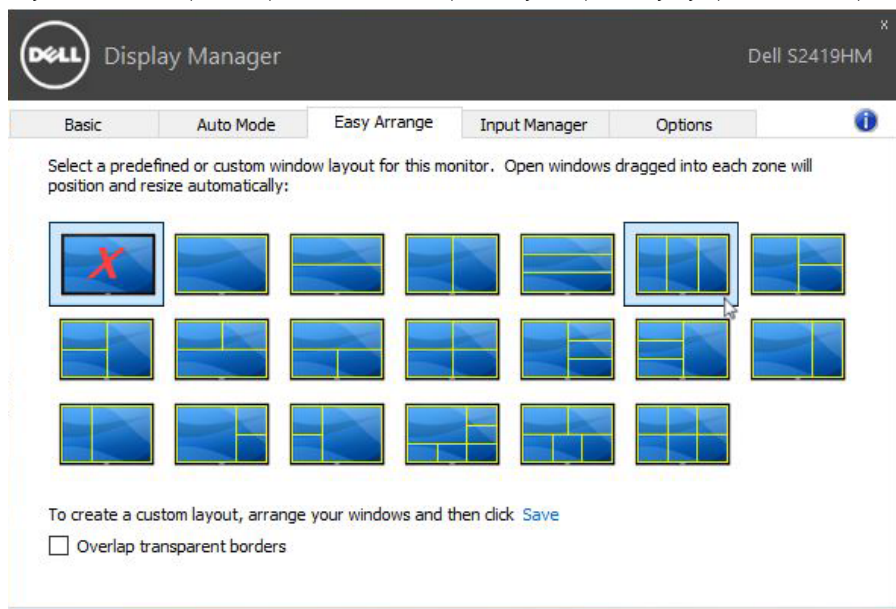 DELL Display Manager
x
Dell S2419HM
Basic Auto Mode Easy Arrange Input Manager Options
Select a predefined or custom window layout for this monitor. Open windows dragged into each zone will
position and resize automatically:
X
To create a custom layout, arrange your windows and then click Save
Overlap transparent borders